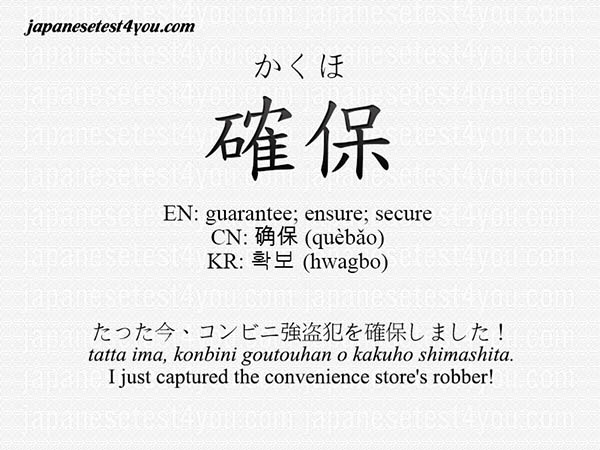 japanesetest4you.com
かくほ
確保
EN: guarantee; ensure; secure
CN: 确保 (quèbǎo)
KR: 확보 (hwagbo)
たった今、コンビニ強盗犯を確保しました！
tatta ima, konbini goutouhan o kakuho shimashita.
I just captured the convenience store's robber!